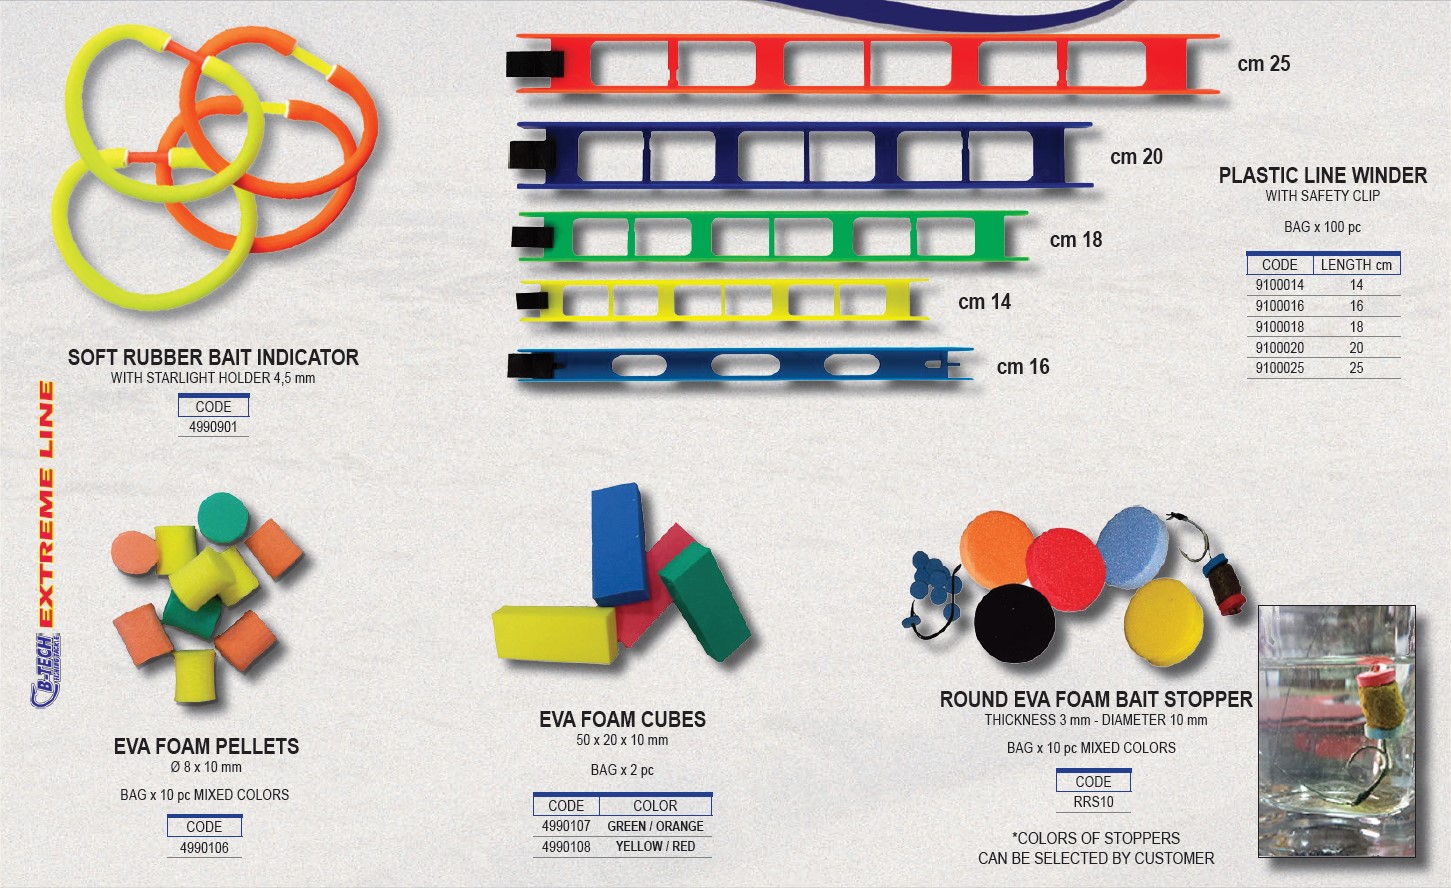 cm 25
cm 20
cm 18
cm 14
cm 16
PLASTIC LINE WINDER
WITH SAFETY CLIP
BAG x 100 pc
CODE LENGTH cm
9100014 14
9100016 16
9100018 18
9100020 20
9100025 25
SOFT RUBBER BAIT INDICATOR
WITH STARLIGHT HOLDER 4,5 mm
CODE
4990901
B-TECH EXTREME LINE
EVA FOAM PELLETS
Ø 8 x 10 mm
BAG x 10 pc MIXED COLORS
CODE
4990106
EVA FOAM CUBES
50 x 20 x 10 mm
BAG x 2 pc
CODE COLOR
4990107 GREEN / ORANGE
4990108 YELLOW / RED
ROUND EVA FOAM BAIT STOPPER
THICKNESS 3 mm - DIAMETER 10 mm
BAG x 10 pc MIXED COLORS
CODE
RRS10
*COLORS OF STOPPERS
CAN BE SELECTED BY CUSTOMER